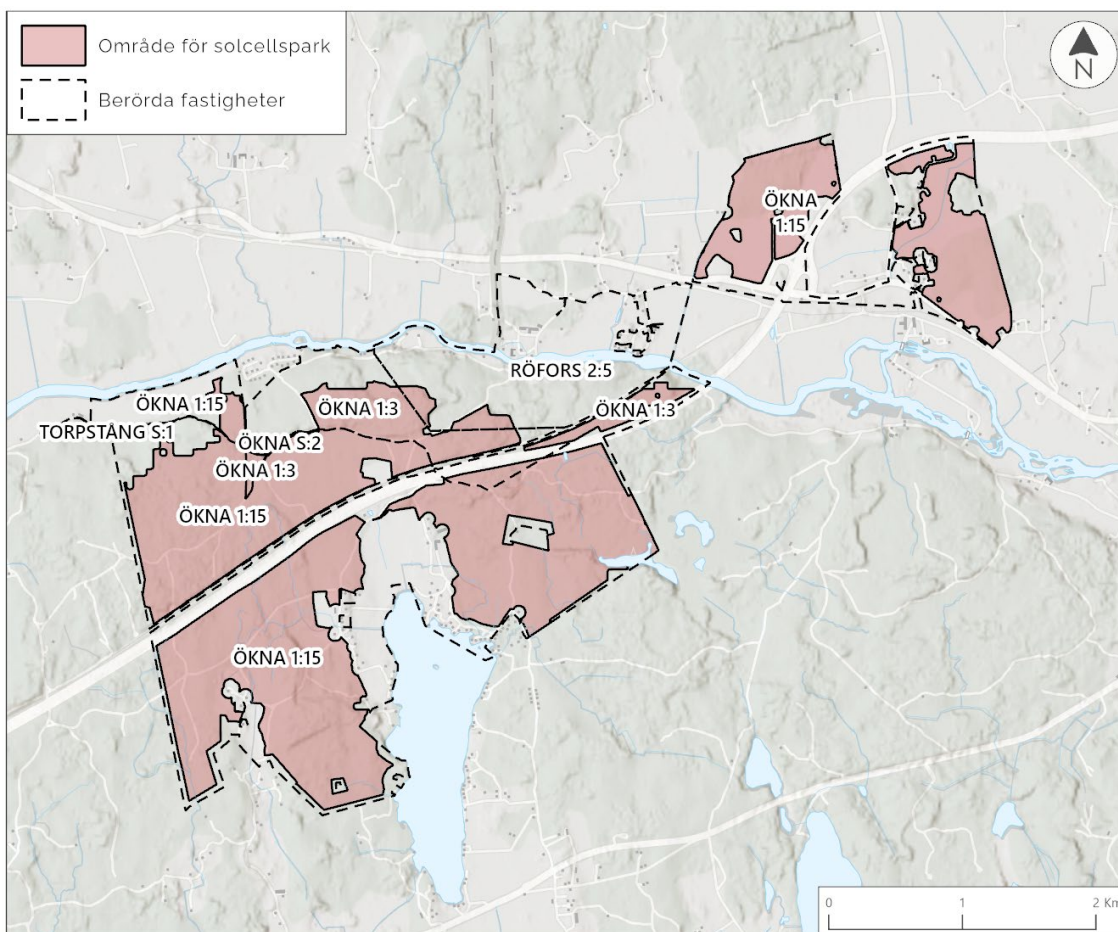 Område för solcellspark
Berörda fastigheter
N
ÖKNA
1:15
RÖFORS 2:5
ÖKNA 1:15
ÖKNA 1:3
ÖKNA 1:3
TORPSTÅNG S:1
ÖKNA S:2
ÖKNA 1:3
ÖKNA 1:15
ÖKNA 1:15
0 1 2 Km